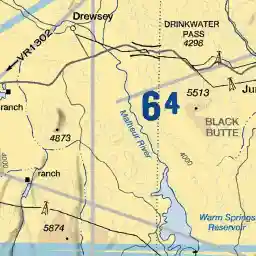 Drewsey
DRINKWATER
PASS
4298
VR1302
64
Ju
5513
ranch
BLACK
BUTTE
4873
Malheur River
4000
4000
ranch
Warm Springs
Reservoir
5874